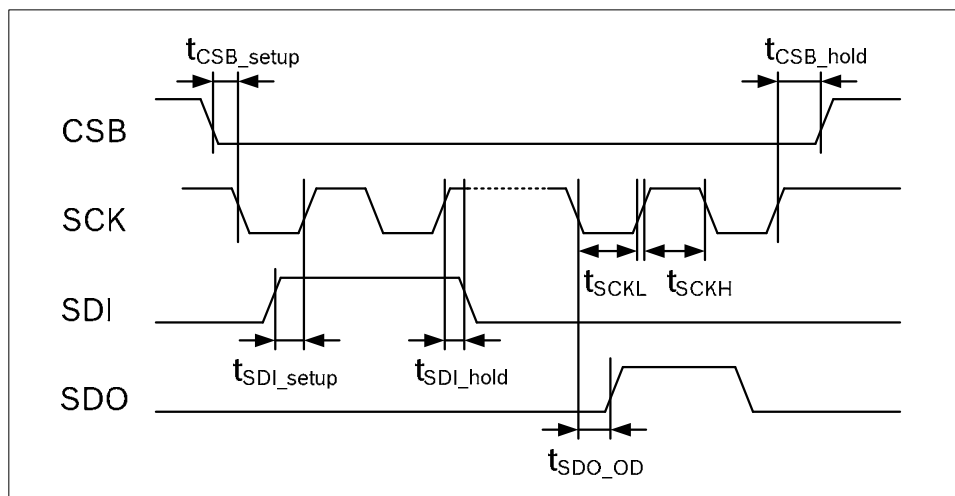 tCSB_setup
tCSB_hold
CSB
SCK
tSCKL
tSCKH
SDI
tSDI_setup
tSDI_hold
SDO
tSDO_OD